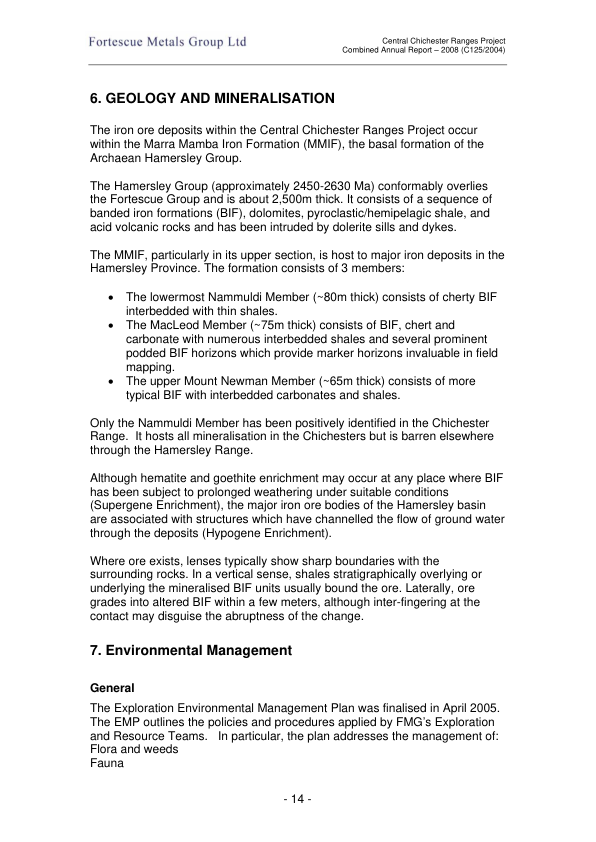 Fortescue Metals Group Ltd
Central Chichester Ranges Project
Combined Annual Report – 2008 (C125/2004)
6. GEOLOGY AND MINERALISATION
The iron ore deposits within the Central Chichester Ranges Project occur
within the Marra Mamba Iron Formation (MMIF), the basal formation of the
Archaean Hamersley Group.
The Hamersley Group (approximately 2450-2630 Ma) conformably overlies
the Fortescue Group and is about 2,500m thick. It consists of a sequence of
banded iron formations (BIF), dolomites, pyroclastic/hemipelagic shale, and
acid volcanic rocks and has been intruded by dolerite sills and dykes.
The MMIF, particularly in its upper section, is host to major iron deposits in the
Hamersley Province. The formation consists of 3 members:
• The lowermost Nammuldi Member (~80m thick) consists of cherty BIF
interbedded with thin shales.
• The MacLeod Member (~75m thick) consists of BIF, chert and
carbonate with numerous interbedded shales and several prominent
podded BIF horizons which provide marker horizons invaluable in field
mapping.
• The upper Mount Newman Member (~65m thick) consists of more
typical BIF with interbedded carbonates and shales.
Only the Nammuldi Member has been positively identified in the Chichester
Range. It hosts all mineralisation in the Chichesters but is barren elsewhere
through the Hamersley Range.
Although hematite and goethite enrichment may occur at any place where BIF
has been subject to prolonged weathering under suitable conditions
(Supergene Enrichment), the major iron ore bodies of the Hamersley basin
are associated with structures which have channelled the flow of ground water
through the deposits (Hypogene Enrichment).
Where ore exists, lenses typically show sharp boundaries with the
surrounding rocks. In a vertical sense, shales stratigraphically overlying or
underlying the mineralised BIF units usually bound the ore. Laterally, ore
grades into altered BIF within a few meters, although inter-fingering at the
contact may disguise the abruptness of the change.
7. Environmental Management
General
The Exploration Environmental Management Plan was finalised in April 2005.
The EMP outlines the policies and procedures applied by FMG's Exploration
and Resource Teams. In particular, the plan addresses the management of:
Flora and weeds
Fauna
- 14 -